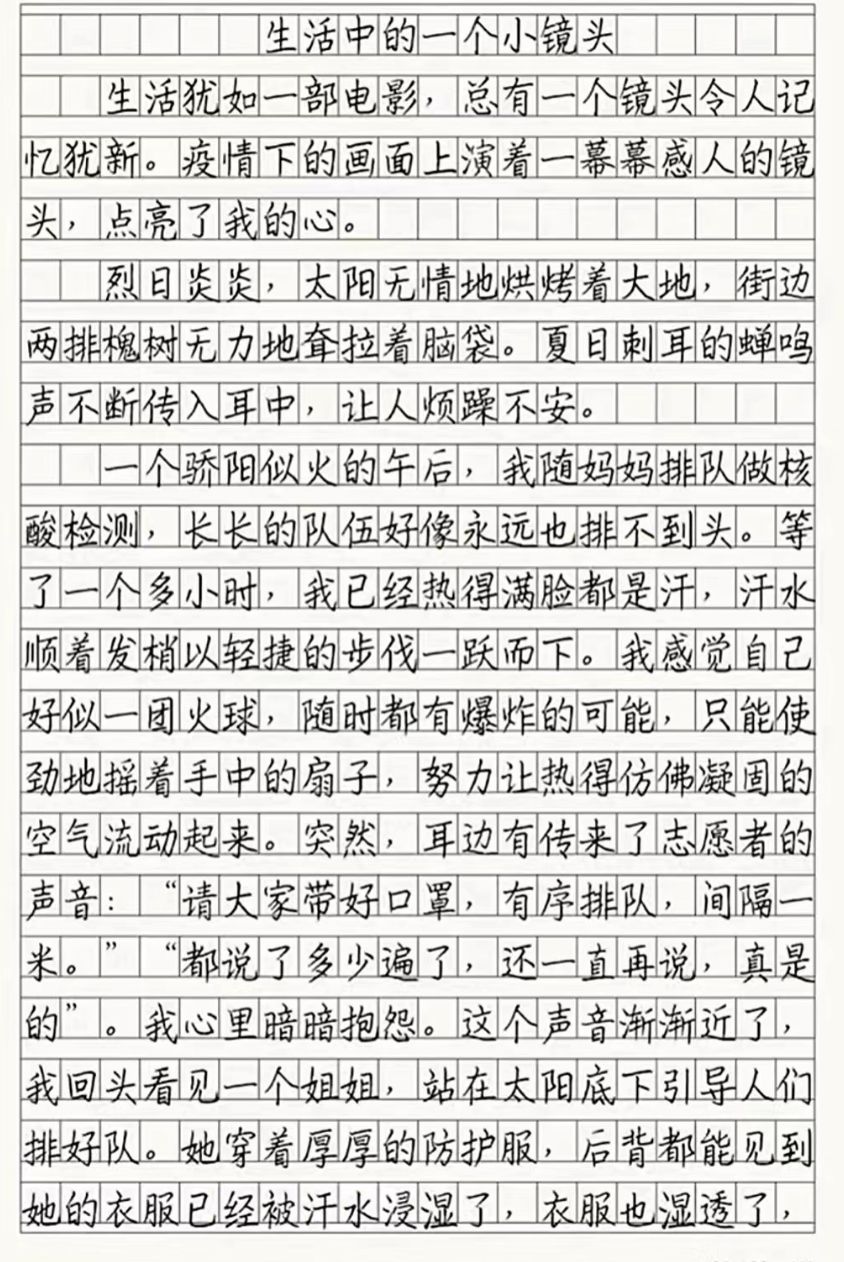 生活中的一个小镜头
生活犹如一部电影，总有一个镜头令人记
忆犹新。疫情下的画面上演着一幕幕感人的镜
头，点亮了我的心。
烈日炎炎，太阳无情地烘烤着大地，街边
两排槐树无力地耷拉着脑袋。夏日刺耳的蝉鸣
声不断传入耳中，让人烦躁不安。
一个骄阳似火的午后，我随妈妈排队做核
酸检测，长长的队伍好像永远也排不到头。等
了一个多小时，我已经热得满脸都是汗，汗水
顺着发梢以轻捷的步伐一跃而下。我感觉自己
好似一团火球，随时都有爆炸的可能，只能使
劲地摇着手中的扇子，努力让热得仿佛凝固的
空气流动起来。突然，耳边有传来了志愿者的
声音：“请大家带好口罩，有序排队，间隔一
米。”“都说了多少遍了，还一直再说，真是
的”。我心里暗暗抱怨。这个声音渐渐近了，
我回头看见一个姐姐，站在太阳底下引导人们
排好队。她穿着厚厚的防护服，后背都能见到
她的衣服已经被汗水浸湿了，衣服也湿透了，